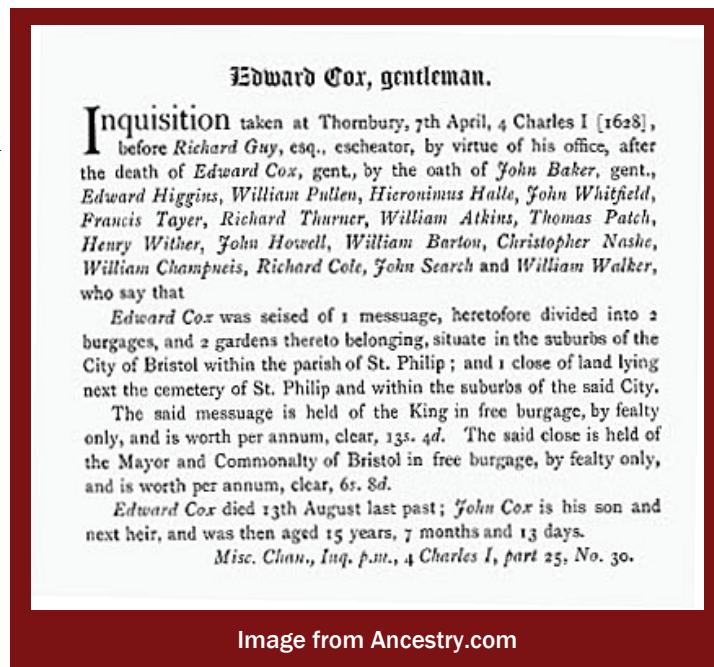 Edward Cox, gentleman.
Inquisition taken at Thornbury, 7th April, 4 Charles I [1628],
before Richard Guy, esq., escheator, by virtue of his office, after
the death of Edward Cox, gent., by the oath of John Baker, gent.,
Edward Higgins, William Pullen, Hieronimus Halle, John Whitfield,
Francis Tayer, Richard Thurner, William Atkins, Thomas Patch,
Henry Wither, John Howell, William Barton, Christopher Nashe,
William Champneis, Richard Cole, John Search and William Walker,
who say that
Edward Cox was seised of 1 messuage, heretofore divided into 2
burgages, and 2 gardens thereto belonging, situate in the suburbs of the
City of Bristol within the parish of St. Philip; and 1 close of land lying
next the cemetery of St. Philip and within the suburbs of the said City.
The said messuage is held of the King in free burgage, by fealty
only, and is worth per annum, clear, 13s. 4d. The said close is held of
the Mayor and Commonalty of Bristol in free burgage, by fealty only,
and is worth per annum, clear, 6s. 8d.
Edward Cox died 13th August last past; John Cox is his son and
next heir, and was then aged 15 years, 7 months and 13 days.
Misc. Chan., Inq. p.m., 4 Charles I, part 25, No. 30.
Image from Ancestry.com